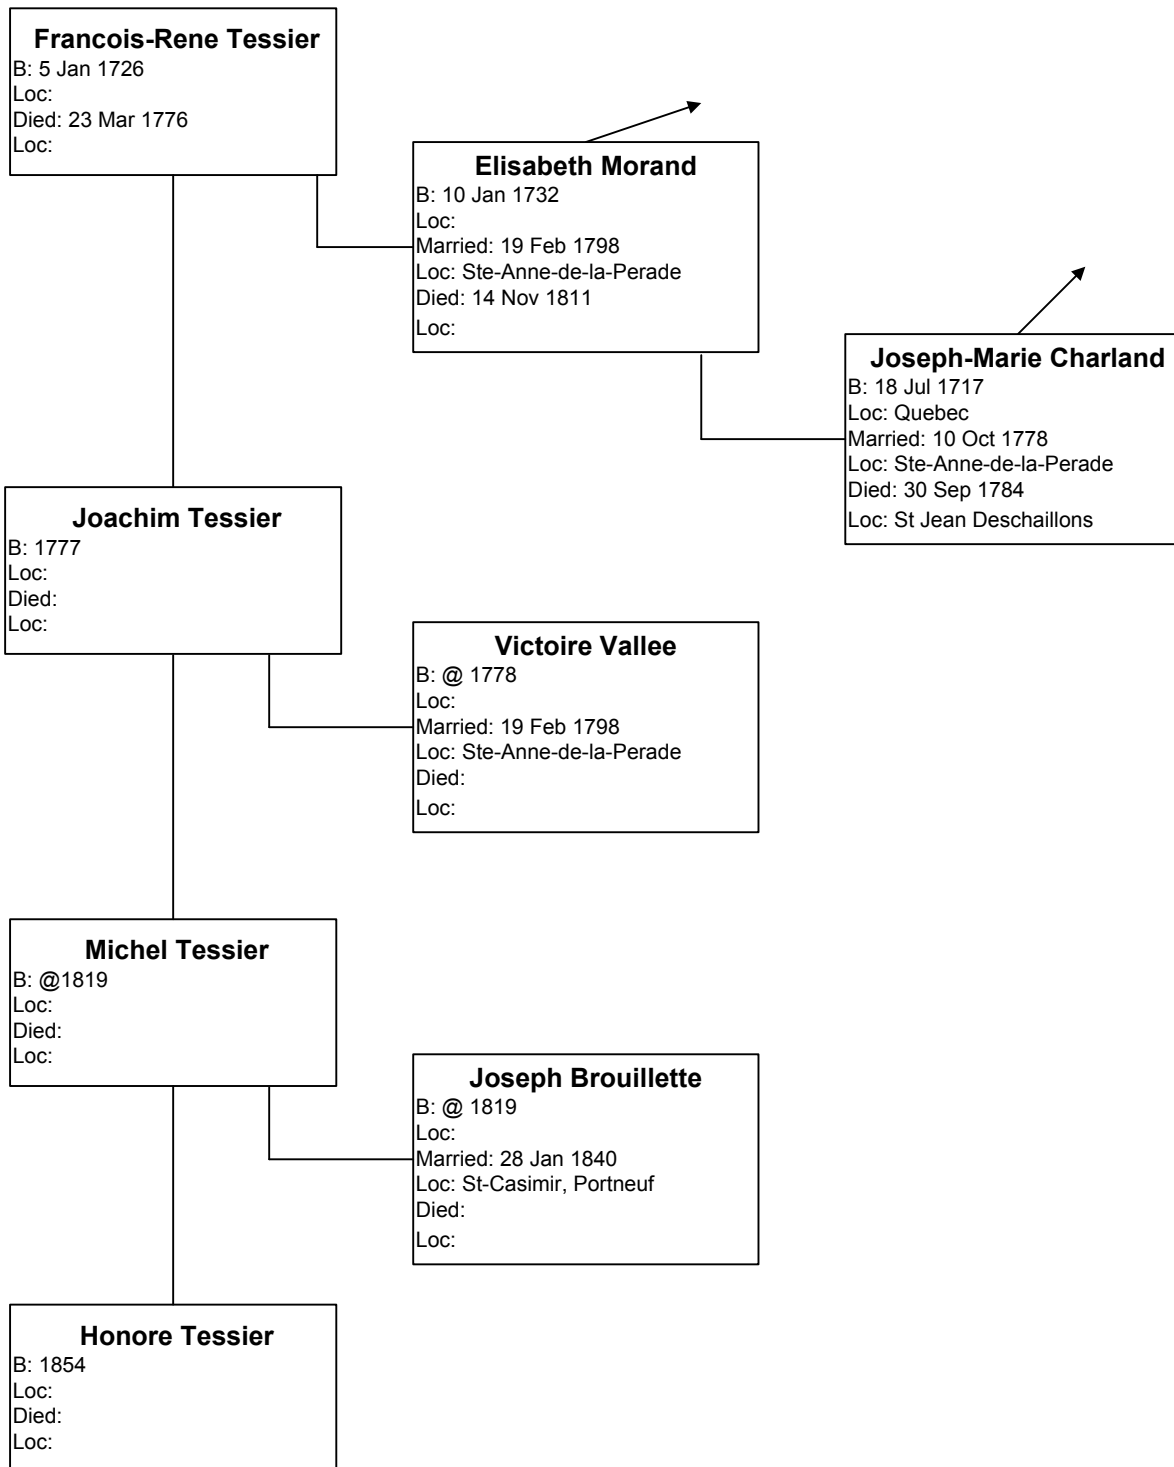 Francois-Rene Tessier
B: 5 Jan 1726
Loc:
Died: 23 Mar 1776
Loc:
Elisabeth Morand
B: 10 Jan 1732
Loc:
Married: 19 Feb 1798
Loc: Ste-Anne-de-la-Perade
Died: 14 Nov 1811
Loc:
Joseph-Marie Charland
B: 18 Jul 1717
Loc: Quebec
Married: 10 Oct 1778
Loc: Ste-Anne-de-la-Perade
Died: 30 Sep 1784
Loc: St Jean Deschaillons
Joachim Tessier
B: 1777
Loc:
Died:
Loc:
Victoire Vallee
B: @ 1778
Loc:
Married: 19 Feb 1798
Loc: Ste-Anne-de-la-Perade
Died:
Loc:
Michel Tessier
B: @1819
Loc:
Died:
Loc:
Joseph Brouillette
B: @ 1819
Loc:
Married: 28 Jan 1840
Loc: St-Casimir, Portneuf
Died:
Loc:
Honore Tessier
B: 1854
Loc:
Died:
Loc: